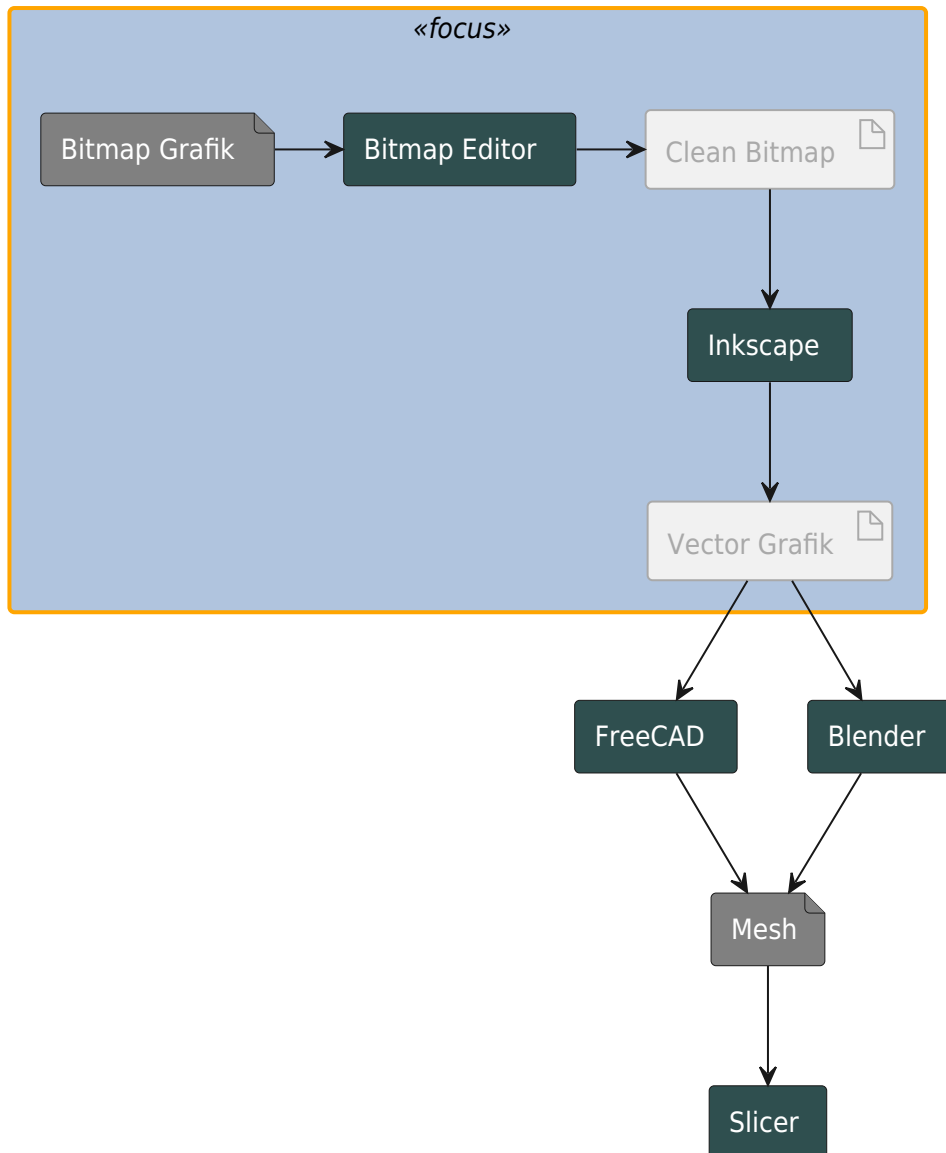 «focus»
Bitmap Grafik
Bitmap Editor
Clean Bitmap
Inkscape
Vector Grafik
FreeCAD
Blender
Mesh
Slicer